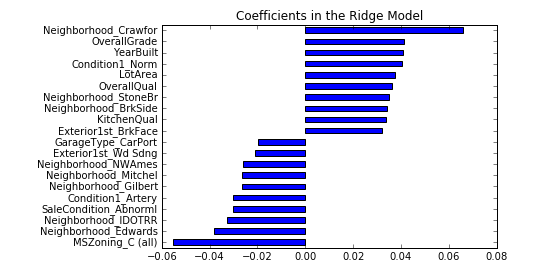 Coefficients in the Ridge Model
Neighborhood_Crawfor
OverallGrade
YearBuilt
Condition1_Norm
LotArea
OverallQual
Neighborhood_StoneBr
Neighborhood_BrkSide
KitchenQual
Exterior1st_BrkFace
GarageType_CarPort
Exterior1st_Wd Sdng
Neighborhood_NWAmes
Neighborhood_Mitchel
Neighborhood_Gilbert
Condition1_Artery
SaleCondition_Abnorml
Neighborhood_IDOTRR
Neighborhood_Edwards
MSZoning_C (all)
−0.06 −0.04 −0.02 0.00 0.02 0.04 0.06 0.08